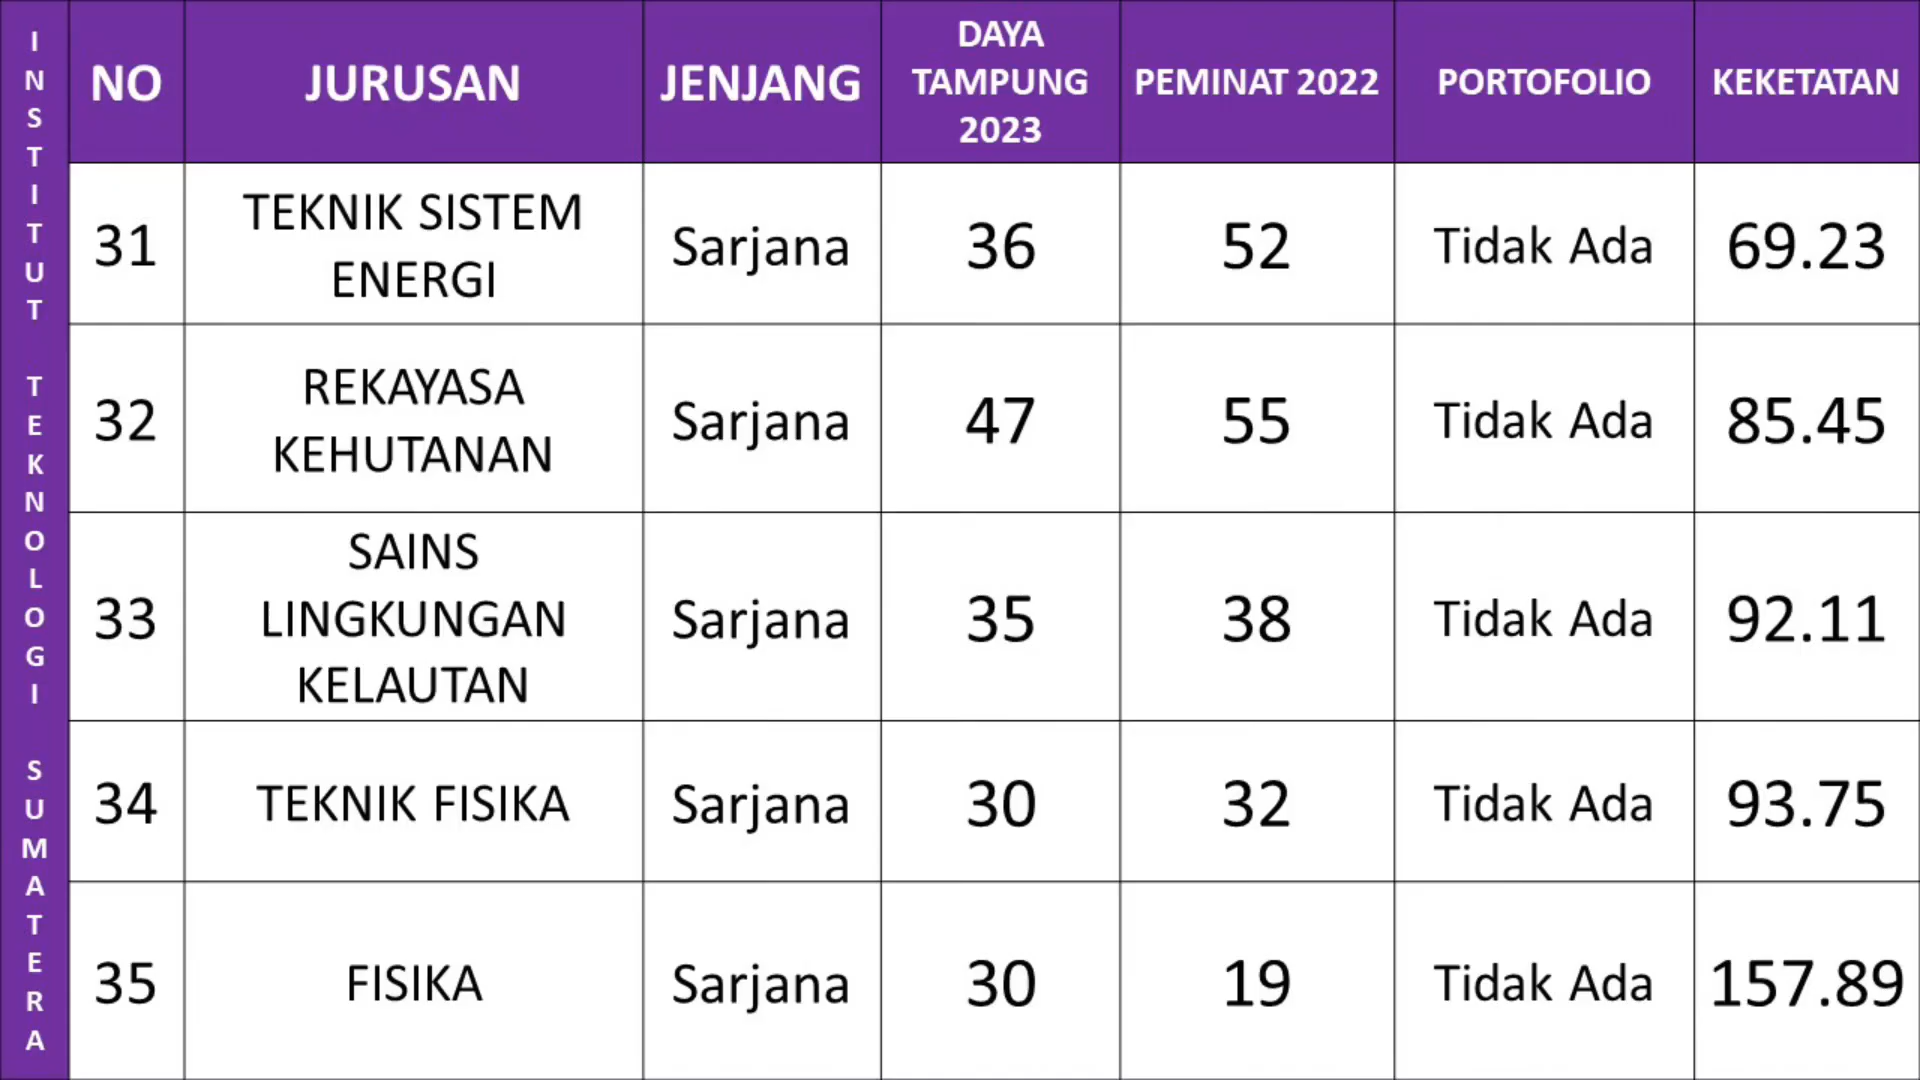 INSTITUT TEKNOLOGI SUMATERA
NO JURUSAN JENJANG DAYA TAMPUNG 2023 PEMINAT 2022 PORTOFOLIO KEKETATAN
31 TEKNIK SISTEM ENERGI Sarjana 36 52 Tidak Ada 69.23
32 REKAYASA KEHUTANAN Sarjana 47 55 Tidak Ada 85.45
33 SAINS LINGKUNGAN KELAUTAN Sarjana 35 38 Tidak Ada 92.11
34 TEKNIK FISIKA Sarjana 30 32 Tidak Ada 93.75
35 FISIKA Sarjana 30 19 Tidak Ada 157.89